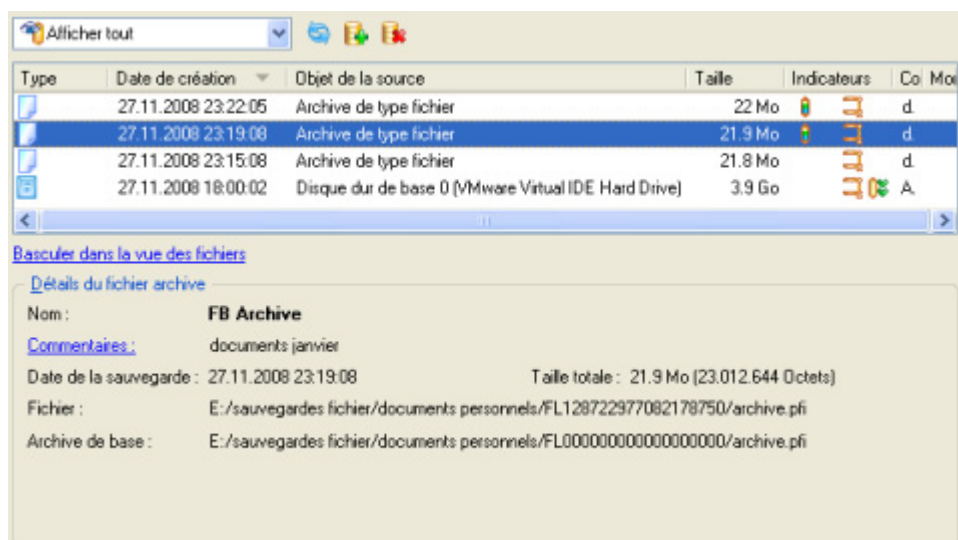 Afficher tout
Type Date de création Objet de la source Taille Indicateurs Co Mo
27.11.2008 23:22:05 Archive de type fichier 22 Mo d.
27.11.2008 23:19:08 Archive de type fichier 21.9 Mo d.
27.11.2008 23:15:08 Archive de type fichier 21.8 Mo d.
27.11.2008 18:00:02 Disque dur de base 0 (VMware Virtual IDE Hard Drive) 3.9 Go A.
Basculer dans la vue des fichiers
Détails du fichier archive
Nom : FB Archive
Commentaires : documents janvier
Date de la sauvegarde : 27.11.2008 23:19:08 Taille totale : 21.9 Mo (23.012.644 Octets)
Fichier : E:/sauvegardes fichier/documents personnels/FL128722977082178750/archive.pfi
Archive de base : E:/sauvegardes fichier/documents personnels/FL000000000000000000/archive.pfi